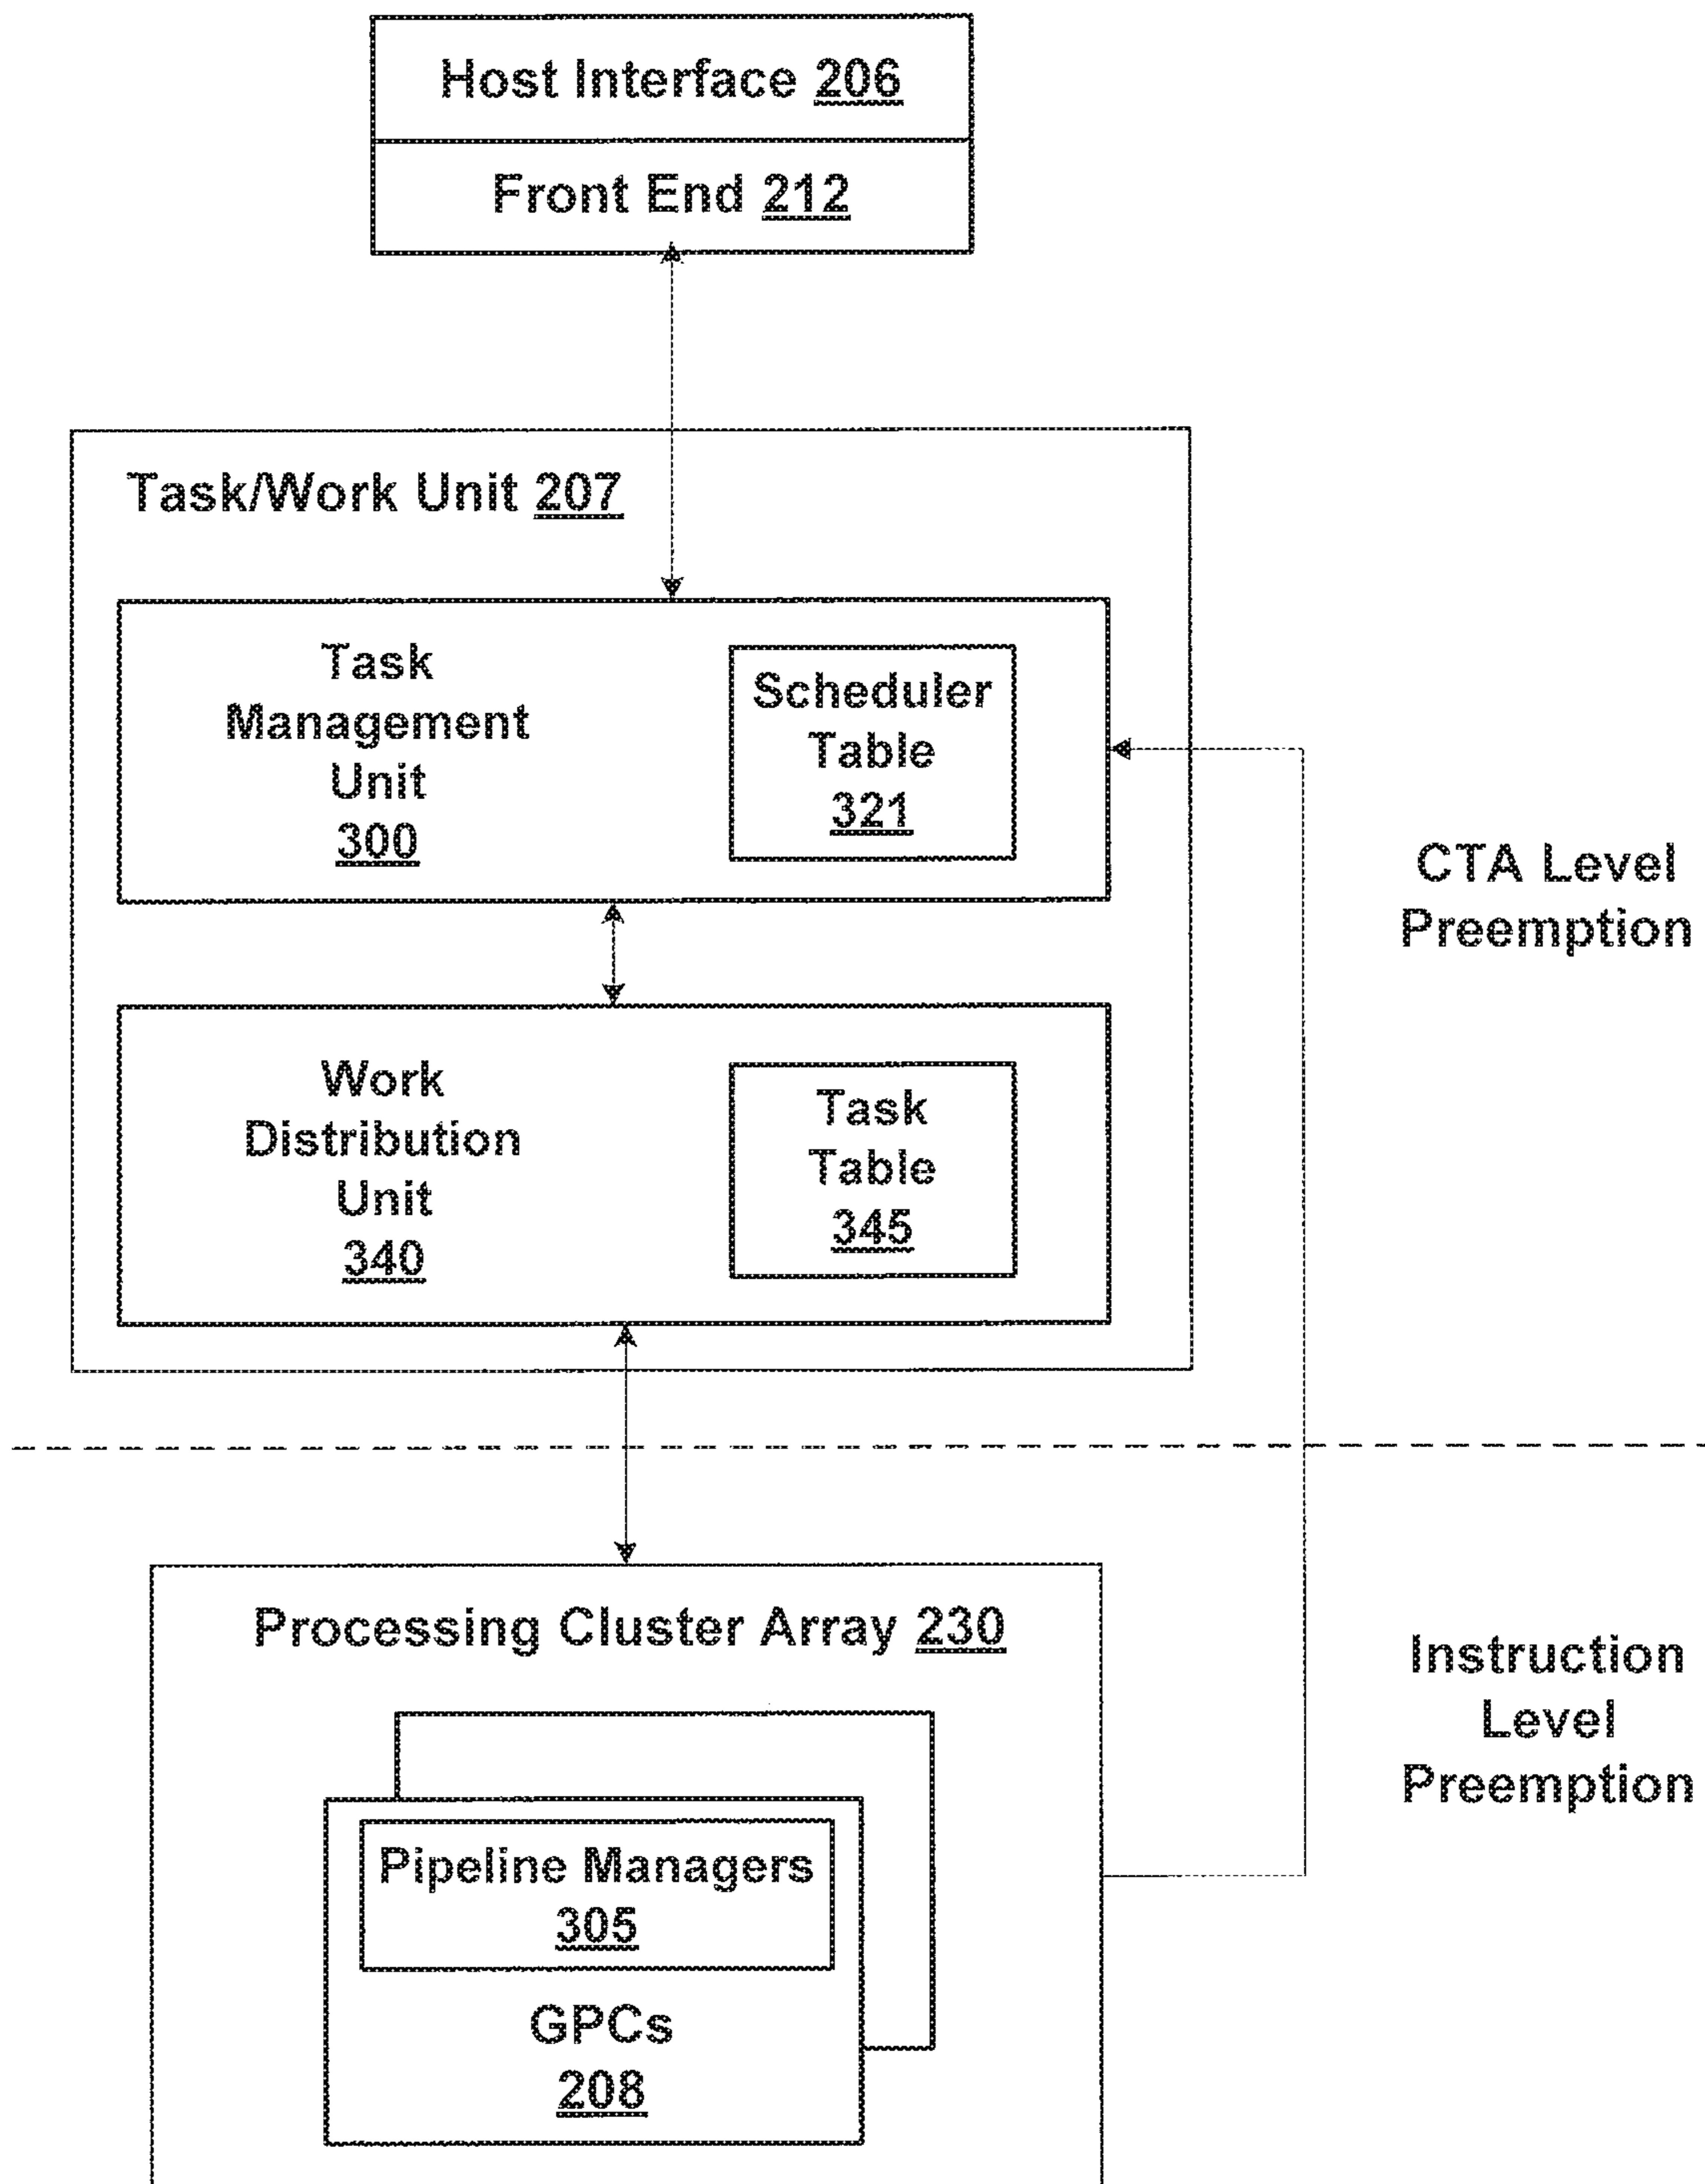 Host Interface 206
Front End 212
Task/Work Unit 207
Task
Management
Unit
300
Scheduler
Table
321
CTA Level
Preemption
Work
Distribution
Unit
340
Task
Table
345
Processing Cluster Array 230
Instruction
Level
Preemption
Pipeline Managers
305
GPCs
208